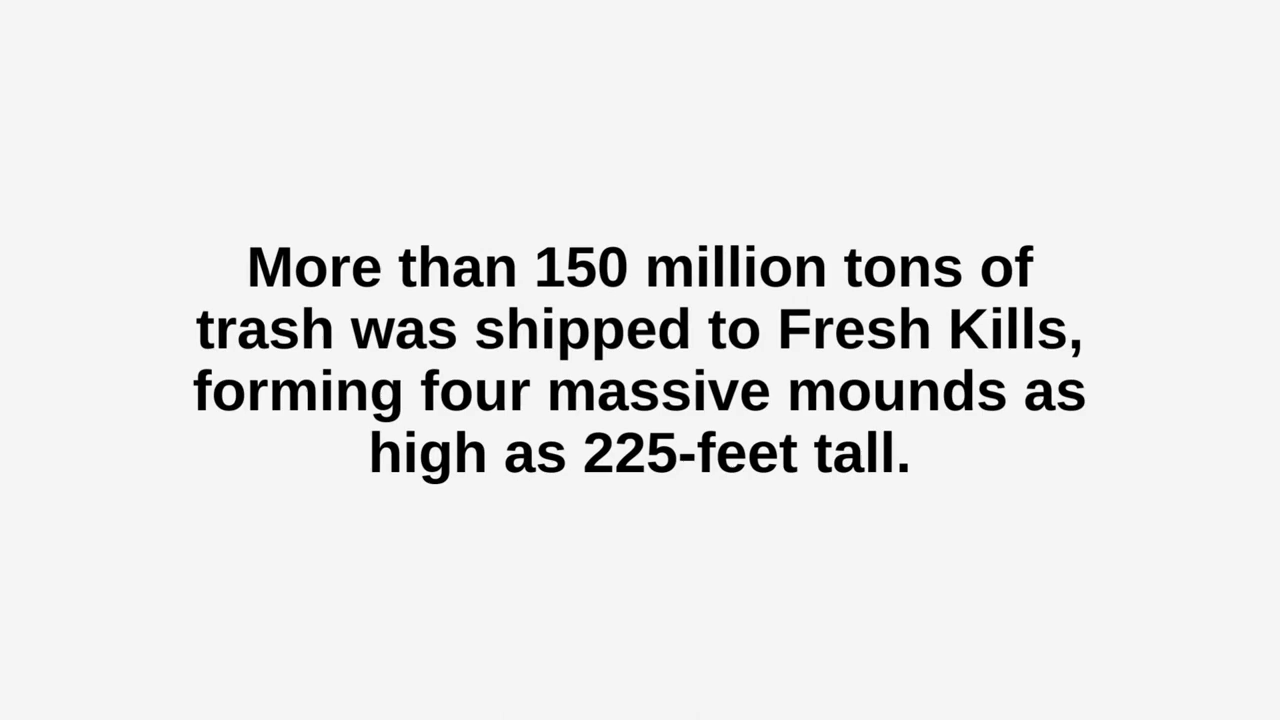 More than 150 million tons of
trash was shipped to Fresh Kills,
forming four massive mounds as
high as 225-feet tall.